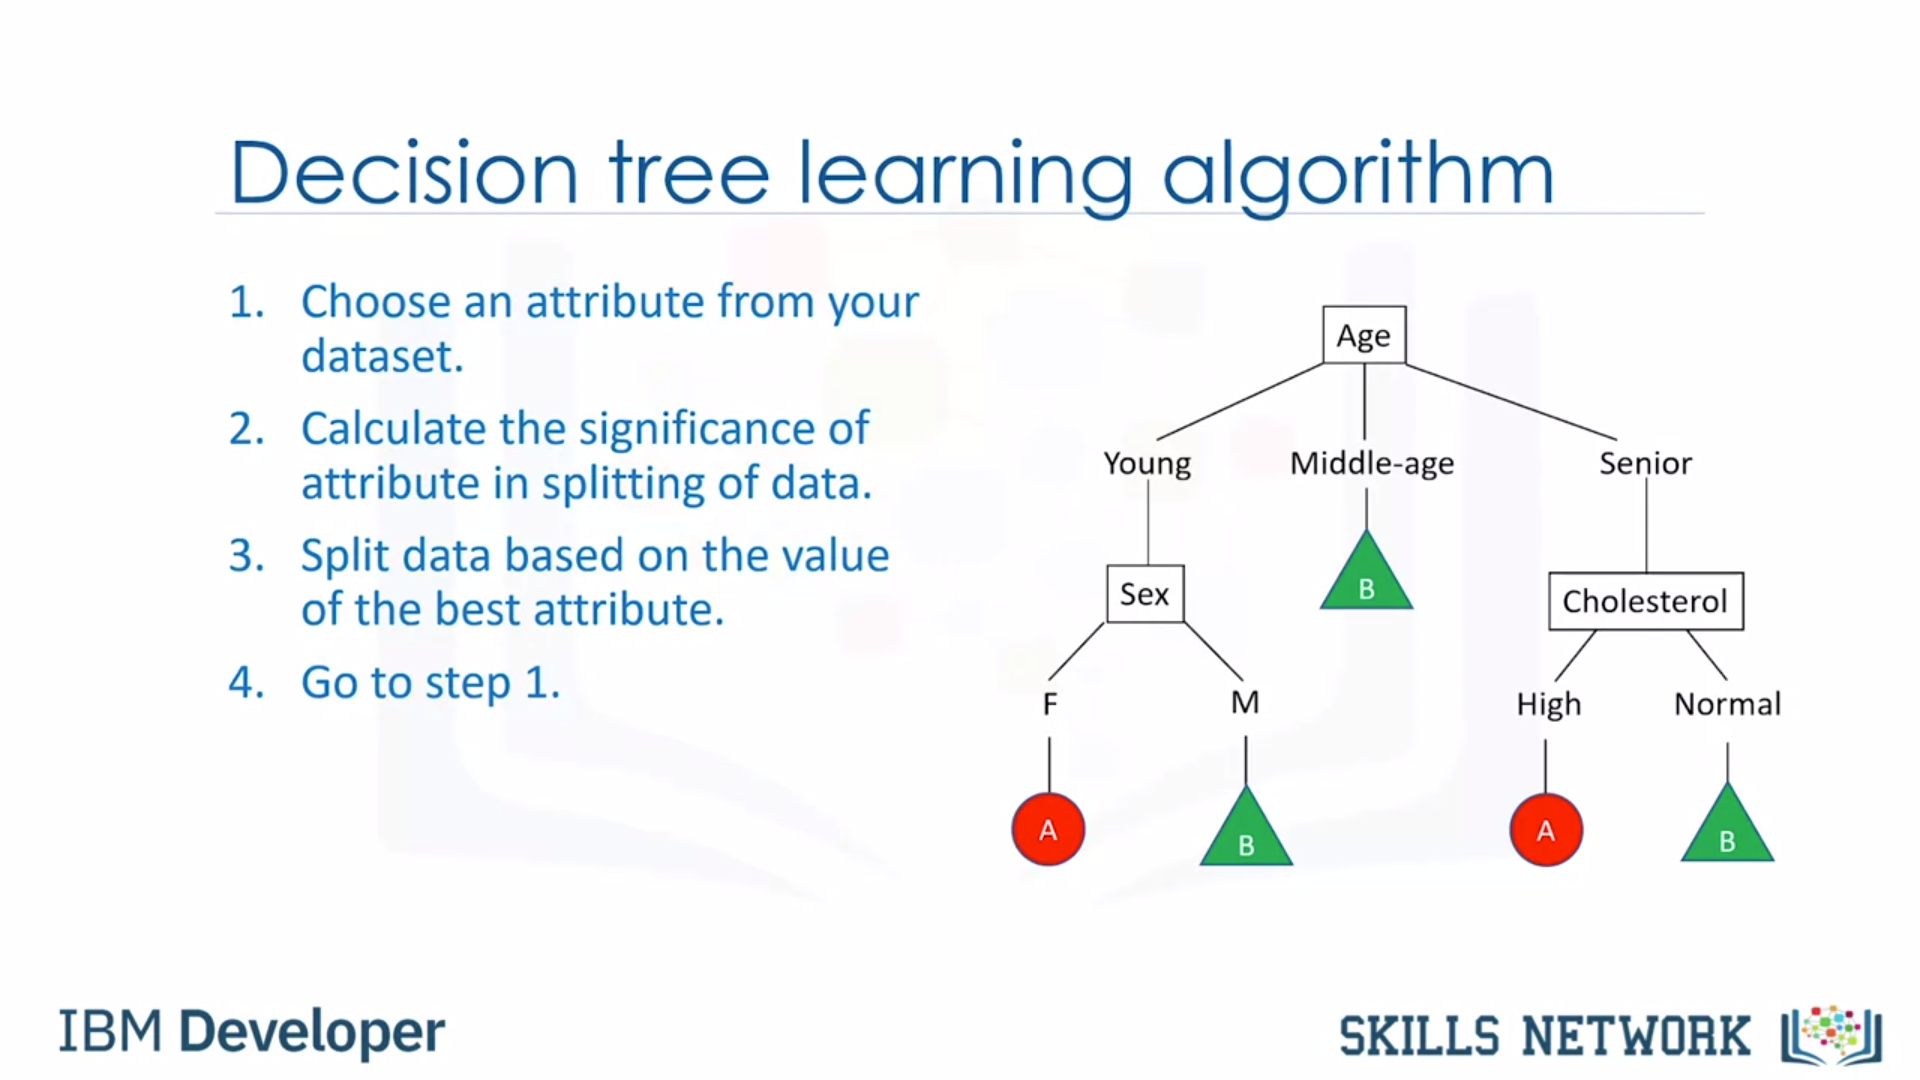 Decision tree learning algorithm
1. Choose an attribute from your
dataset.
2. Calculate the significance of
attribute in splitting of data.
3. Split data based on the value
of the best attribute.
4. Go to step 1.
Age
Young Middle-age Senior
B
Sex Cholesterol
F M High Normal
A B A B
IBM Developer
SKILLS NETWORK